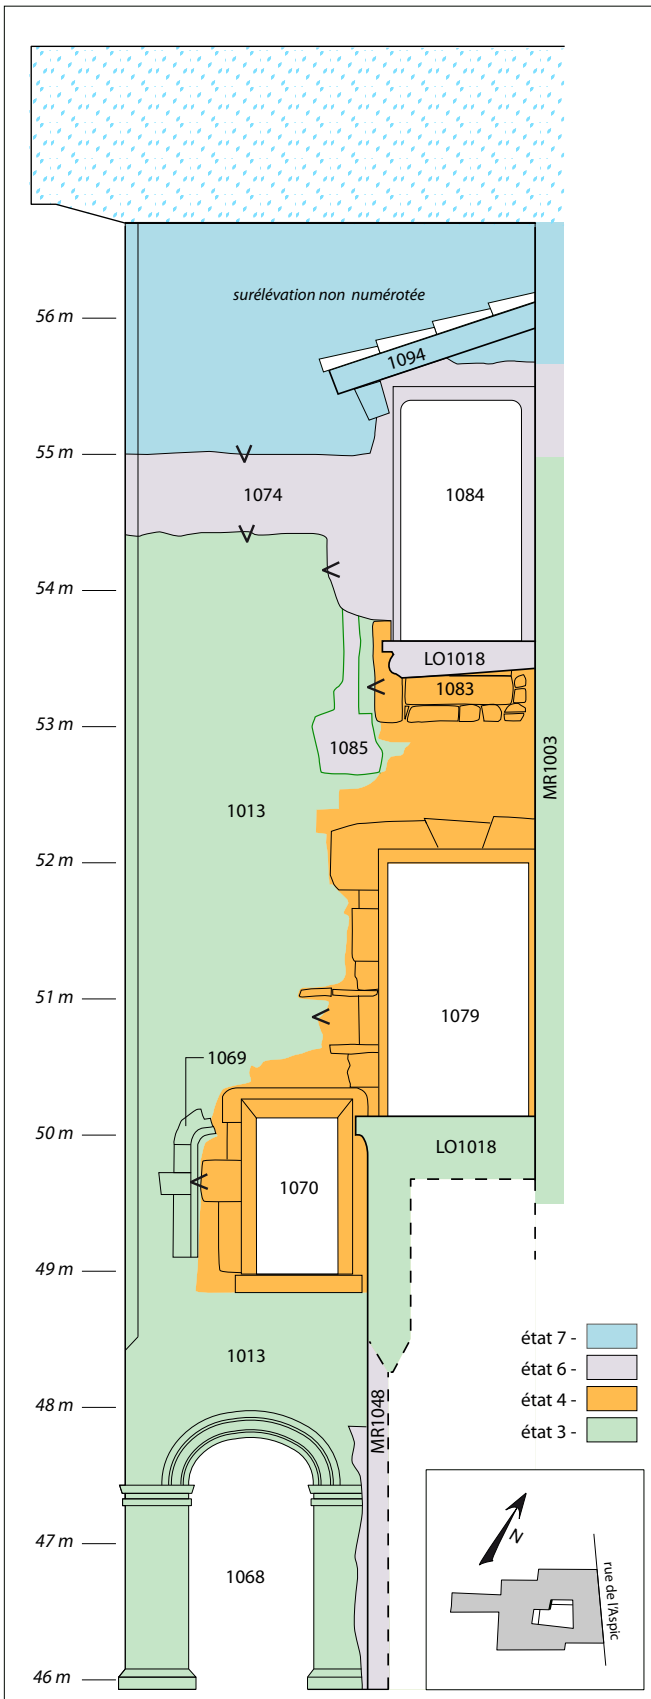 surélévation non numérotée
56 m
1094
55 m
1074
1084
54 m
LO1018
1083
53 m
1085
MR1003
1013
52 m
51 m
1079
1069
50 m
LO1018
1070
49 m
état 7 -
1013
état 6 -
48 m
état 4 -
MR1048
état 3 -
47 m
N
1068
rue de l'Aspic
46 m